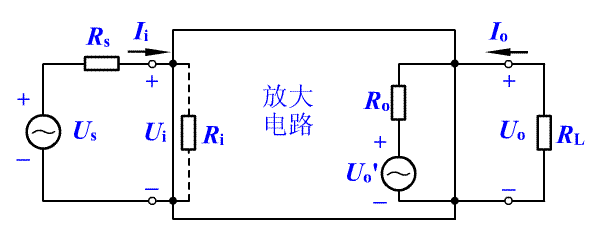 Rs
Ii
Io
+
+
+
放大
电路
Ro
+
Us
Ui
Ri
Uo'
Uo
RL
+
−
−
−
−